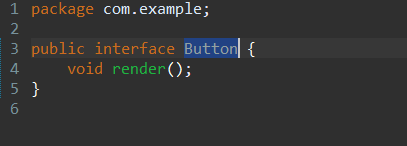 1 package com.example;
2
3 public interface Button {
4     void render();
5 }
6